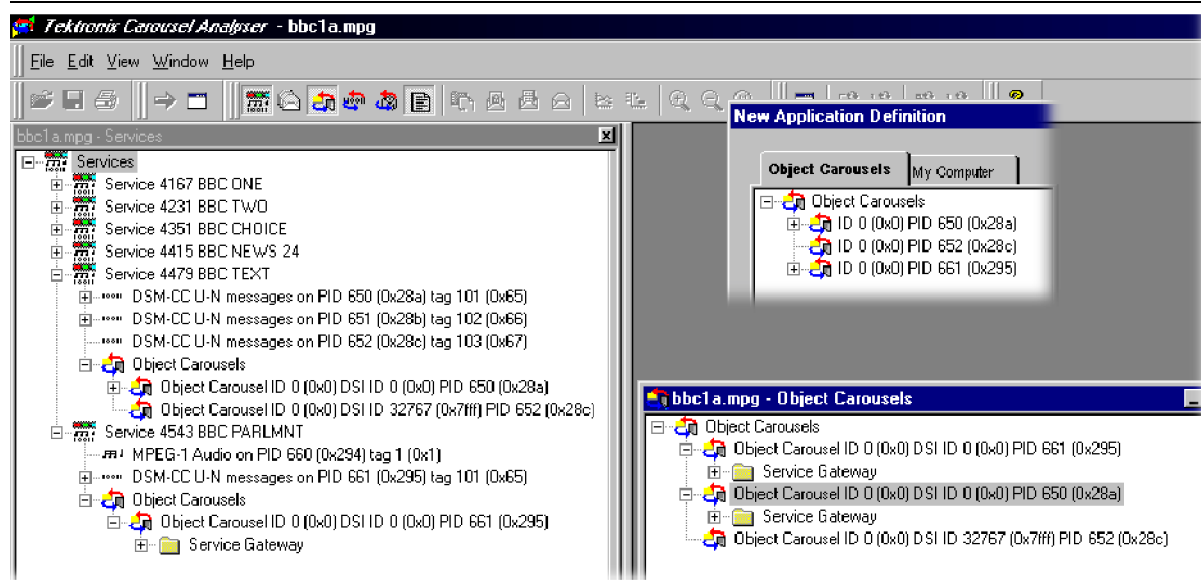 Tektronix Carousel Analyser - bbc1a.mpg
File Edit View Window Help
bbc1a.mpg - Services
Services
Service 4167 BBC ONE
Service 4231 BBC TWO
Service 4351 BBC CHOICE
Service 4415 BBC NEWS 24
Service 4479 BBC TEXT
DSM-CC U-N messages on PID 650 (0x28a) tag 101 (0x65)
DSM-CC U-N messages on PID 651 (0x28b) tag 102 (0x66)
DSM-CC U-N messages on PID 652 (0x28c) tag 103 (0x67)
Object Carousels
Object Carousel ID 0 (0x0) DSI ID 0 (0x0) PID 650 (0x28a)
Object Carousel ID 0 (0x0) DSI ID 32767 (0x7fff) PID 652 (0x28c)
Service 4543 BBC PARLMNT
MPEG-1 Audio on PID 660 (0x294) tag 1 (0x1)
DSM-CC U-N messages on PID 661 (0x295) tag 101 (0x65)
Object Carousels
Object Carousel ID 0 (0x0) DSI ID 0 (0x0) PID 661 (0x295)
Service Gateway
New Application Definition
Object Carousels My Computer
Object Carousels
ID 0 (0x0) PID 650 (0x28a)
ID 0 (0x0) PID 652 (0x28c)
ID 0 (0x0) PID 661 (0x295)
bbc1a.mpg - Object Carousels
Object Carousels
Object Carousel ID 0 (0x0) DSI ID 0 (0x0) PID 661 (0x295)
Service Gateway
Object Carousel ID 0 (0x0) DSI ID 0 (0x0) PID 650 (0x28a)
Service Gateway
Object Carousel ID 0 (0x0) DSI ID 32767 (0x7fff) PID 652 (0x28c)